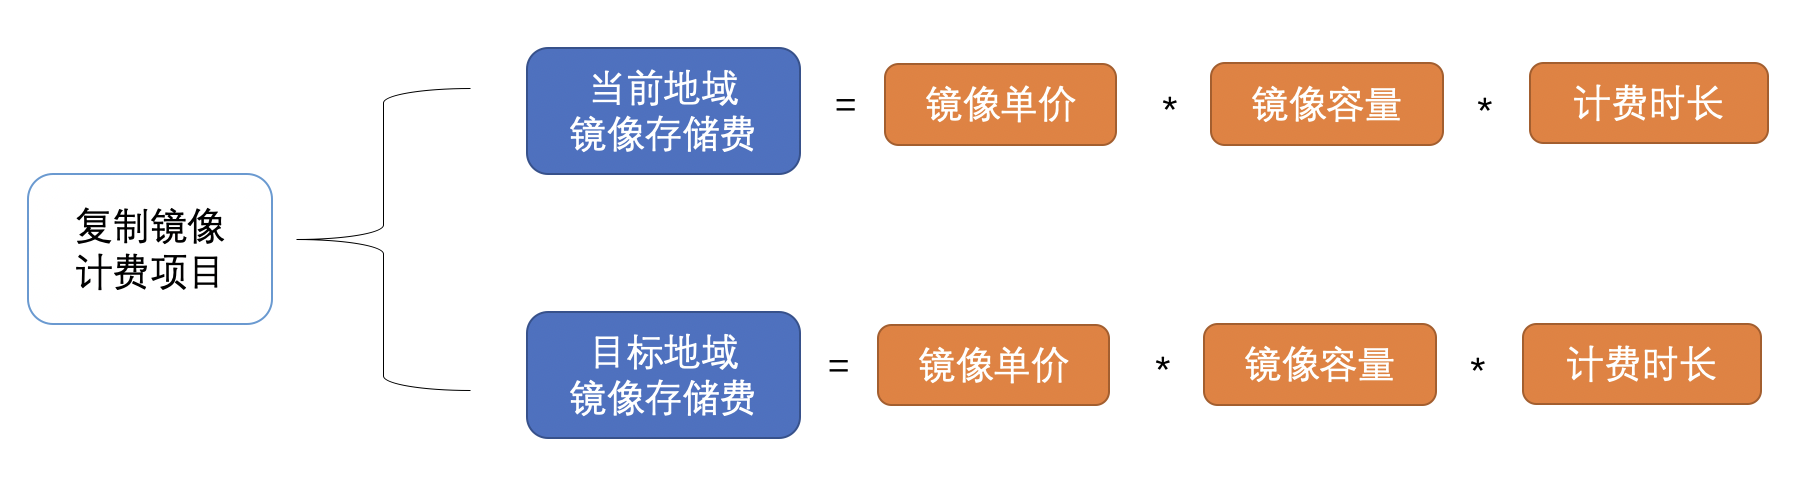 复制镜像
计费项目
当前地域
镜像存储费
=
镜像单价
*
镜像容量
*
计费时长
目标地域
镜像存储费
=
镜像单价
*
镜像容量
*
计费时长